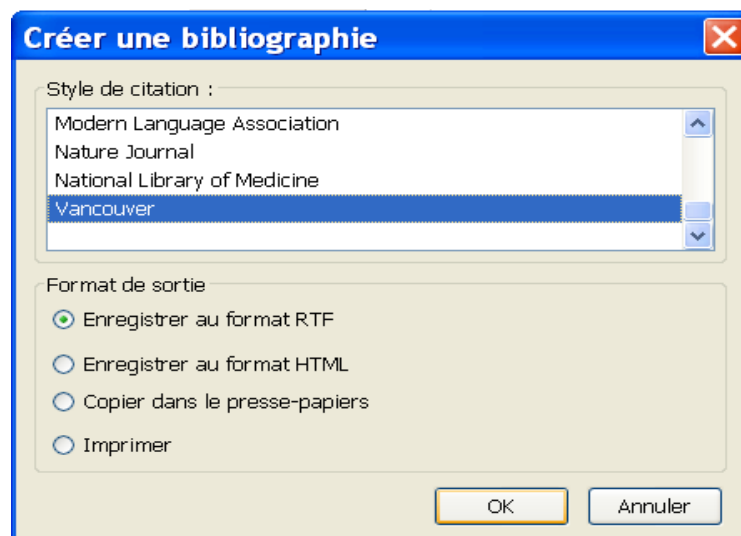 Créer une bibliographie
Style de citation :
Modern Language Association
Nature Journal
National Library of Medicine
Vancouver
Format de sortie
Enregistrer au format RTF
Enregistrer au format HTML
Copier dans le presse-papiers
Imprimer
OK Annuler